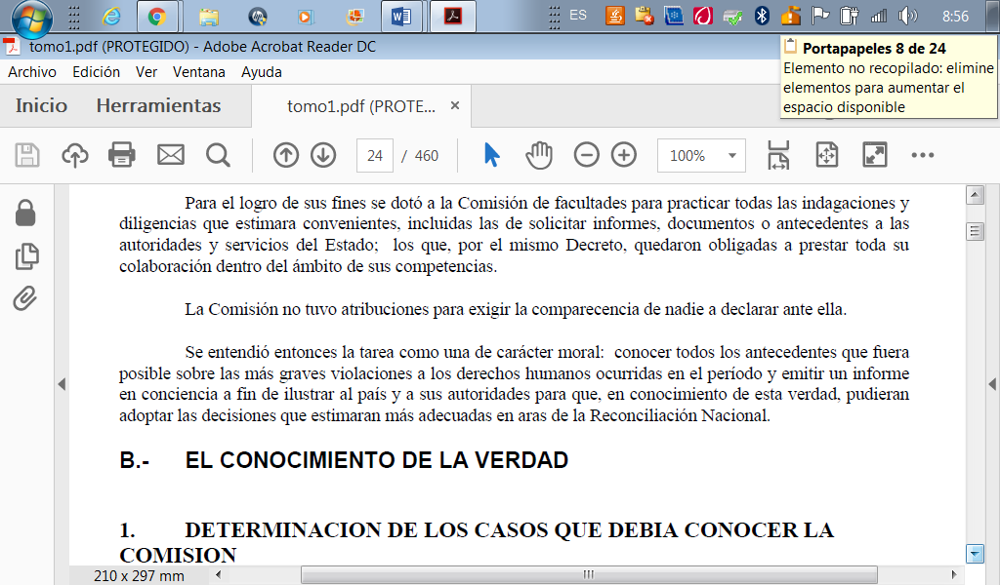 ES
8:56
tomo1.pdf (PROTEGIDO) - Adobe Acrobat Reader DC
Portapapeles 8 de 24
Elemento no recopilado: elimine
elementos para aumentar el
espacio disponible
Archivo Edición Ver Ventana Ayuda
Inicio Herramientas tomo1.pdf (PROTE... ×
24 / 460 100%
Para el logro de sus fines se dotó a la Comisión de facultades para practicar todas las indagaciones y
diligencias que estimara convenientes, incluidas las de solicitar informes, documentos o antecedentes a las
autoridades y servicios del Estado; los que, por el mismo Decreto, quedaron obligadas a prestar toda su
colaboración dentro del ámbito de sus competencias.
La Comisión no tuvo atribuciones para exigir la comparecencia de nadie a declarar ante ella.
Se entendió entonces la tarea como una de carácter moral: conocer todos los antecedentes que fuera
posible sobre las más graves violaciones a los derechos humanos ocurridas en el período y emitir un informe
en conciencia a fin de ilustrar al país y a sus autoridades para que, en conocimiento de esta verdad, pudieran
adoptar las decisiones que estimaran más adecuadas en aras de la Reconciliación Nacional.
B.- EL CONOCIMIENTO DE LA VERDAD
1. DETERMINACION DE LOS CASOS QUE DEBIA CONOCER LA
COMISION
210 x 297 mm